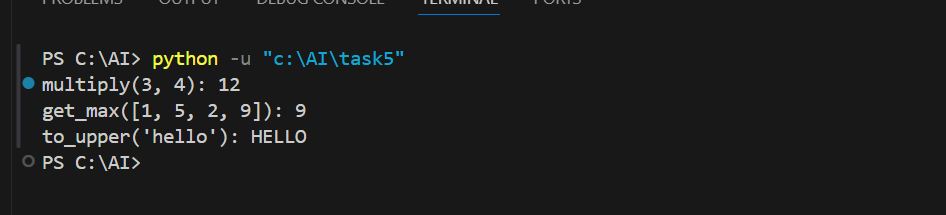 PROBLEMS OUTPUT DEBUG CONSOLE TERMINAL PORTS
PS C:\AI> python -u "c:\AI\task5"
multiply(3, 4): 12
get_max([1, 5, 2, 9]): 9
to_upper('hello'): HELLO
PS C:\AI>